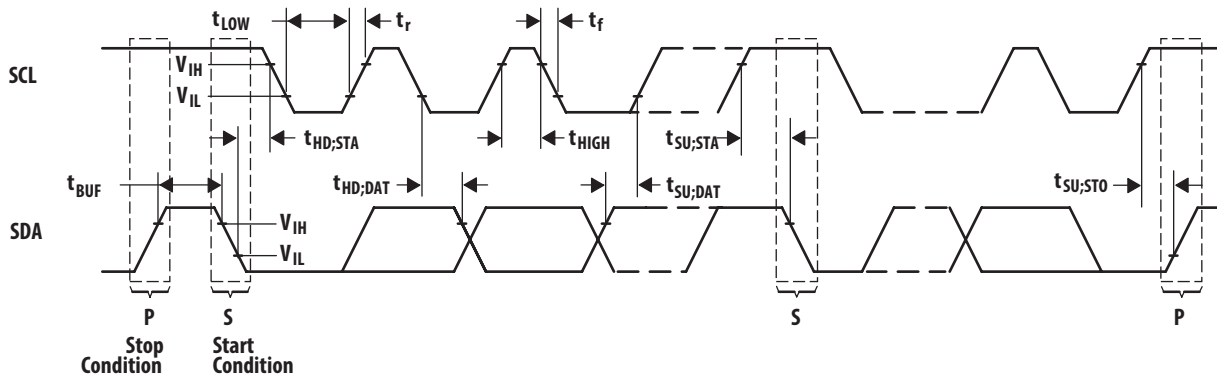 tLOW
tr
tf
SCL
VIH
VIL
tHD;STA
tHIGH
tSU;STA
tBUF
tHD;DAT
tSU;DAT
tSU;STO
SDA
VIH
VIL
P
S
S
P
Stop
Condition
Start
Condition